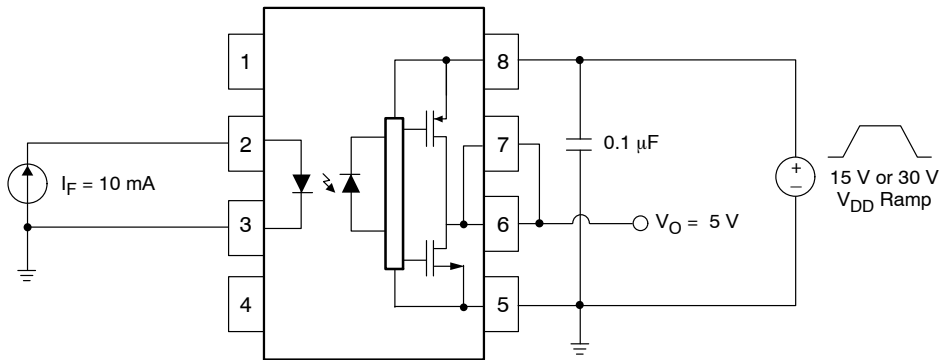 1
8
2
7
0.1 μF
+
–
15 V or 30 V
V_DD Ramp
I_F = 10 mA
3
6
V_O = 5 V
4
5